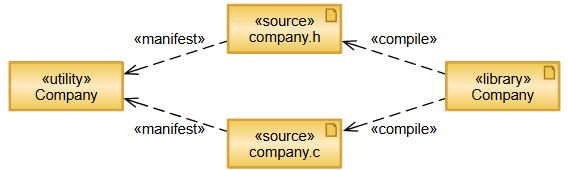 «source»
company.h
«manifest»
«compile»
«utility»
Company
«library»
Company
«manifest»
«compile»
«source»
company.c